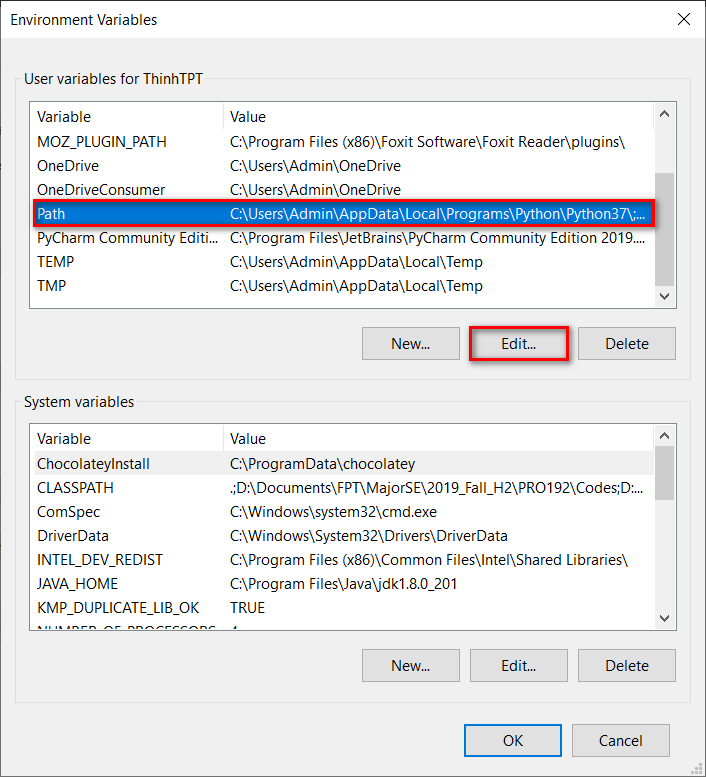 Environment Variables
User variables for ThinhTPT
Variable Value
MOZ_PLUGIN_PATH C:\Program Files (x86)\Foxit Software\Foxit Reader\plugins\
OneDrive C:\Users\Admin\OneDrive
OneDriveConsumer C:\Users\Admin\OneDrive
Path C:\Users\Admin\AppData\Local\Programs\Python\Python37\;...
PyCharm Community Editi... C:\Program Files\JetBrains\PyCharm Community Edition 2019....
TEMP C:\Users\Admin\AppData\Local\Temp
TMP C:\Users\Admin\AppData\Local\Temp
New... Edit... Delete
System variables
Variable Value
ChocolateyInstall C:\ProgramData\chocolatey
CLASSPATH .;D:\Documents\FPT\MajorSE\2019_Fall_H2\PRO192\Codes;D:...
ComSpec C:\Windows\system32\cmd.exe
DriverData C:\Windows\System32\Drivers\DriverData
INTEL_DEV_REDIST C:\Program Files (x86)\Common Files\Intel\Shared Libraries\
JAVA_HOME C:\Program Files\Java\jdk1.8.0_201
KMP_DUPLICATE_LIB_OK TRUE
NUMBER_OF_PROCESSORS 4
New... Edit... Delete
OK Cancel